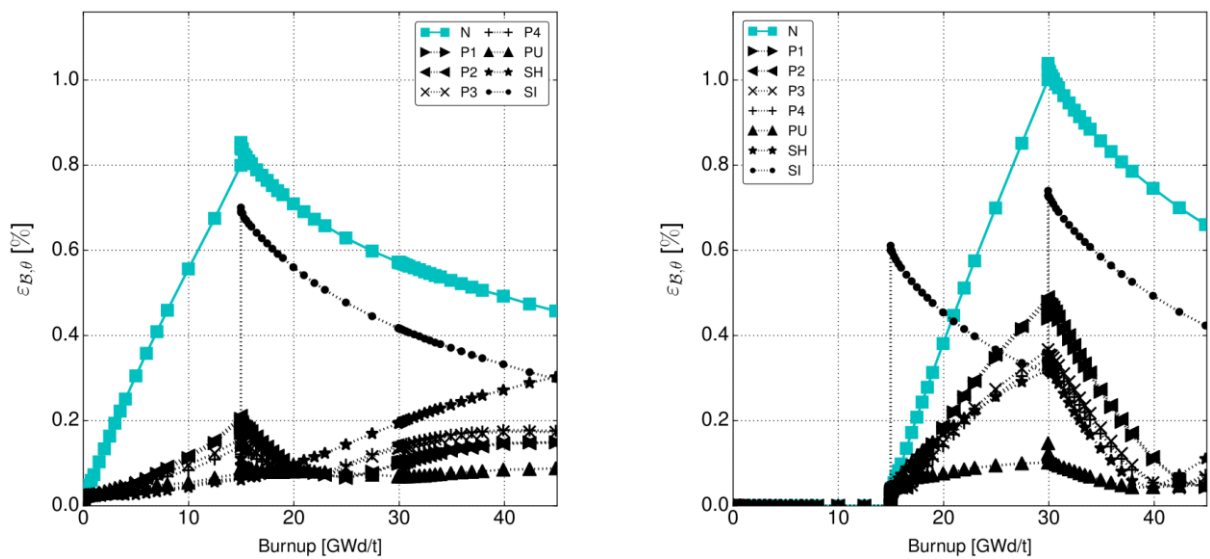 N P4
P1 PU
P2 SH
P3 SI
1.0
0.8
0.6
0.4
0.2
0.0
ε_{B,θ} [%]
0 10 20 30 40
Burnup [GWd/t]
N
P1
P2
P3
P4
PU
SH
SI
1.0
0.8
0.6
0.4
0.2
0.0
ε_{B,θ} [%]
0 10 20 30 40
Burnup [GWd/t]